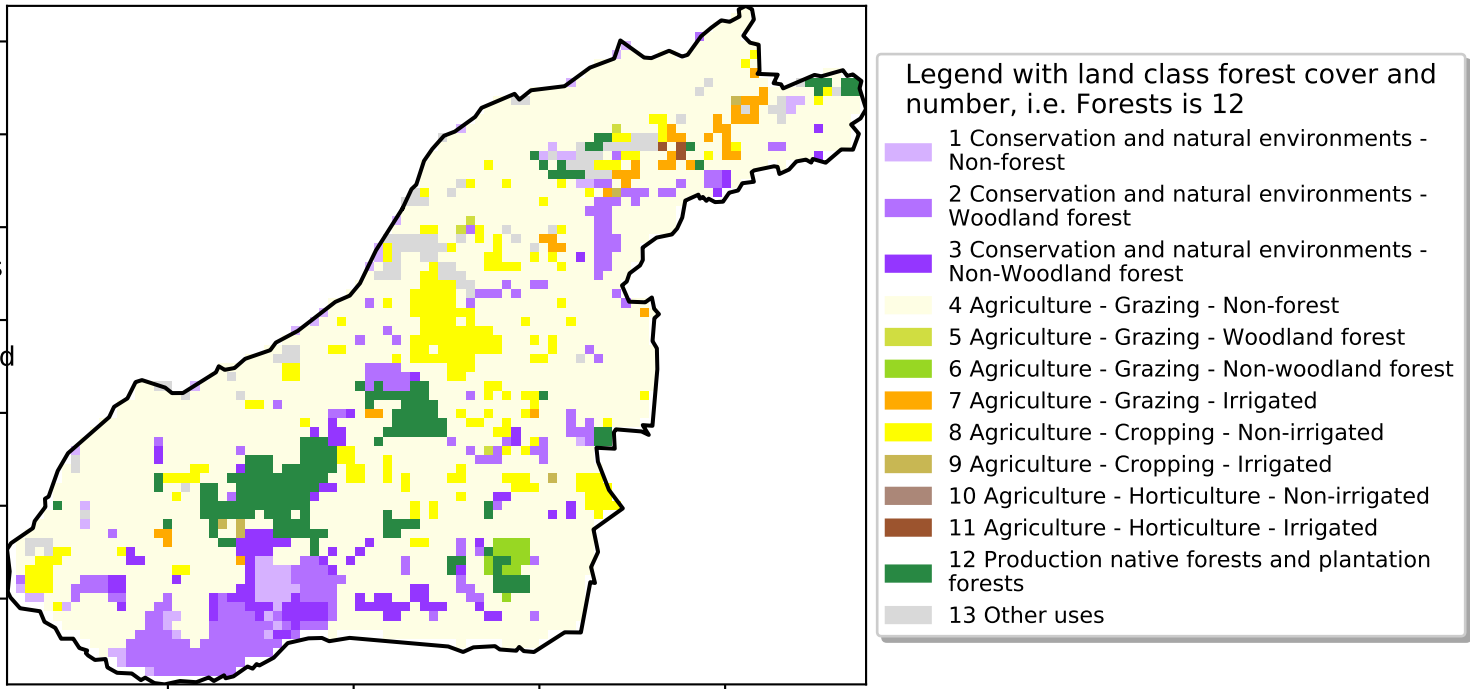 Legend with land class forest cover and
number, i.e. Forests is 12
1 Conservation and natural environments -
Non-forest
2 Conservation and natural environments -
Woodland forest
3 Conservation and natural environments -
Non-Woodland forest
4 Agriculture - Grazing - Non-forest
5 Agriculture - Grazing - Woodland forest
6 Agriculture - Grazing - Non-woodland forest
7 Agriculture - Grazing - Irrigated
8 Agriculture - Cropping - Non-irrigated
9 Agriculture - Cropping - Irrigated
10 Agriculture - Horticulture - Non-irrigated
11 Agriculture - Horticulture - Irrigated
12 Production native forests and plantation
forests
13 Other uses
d